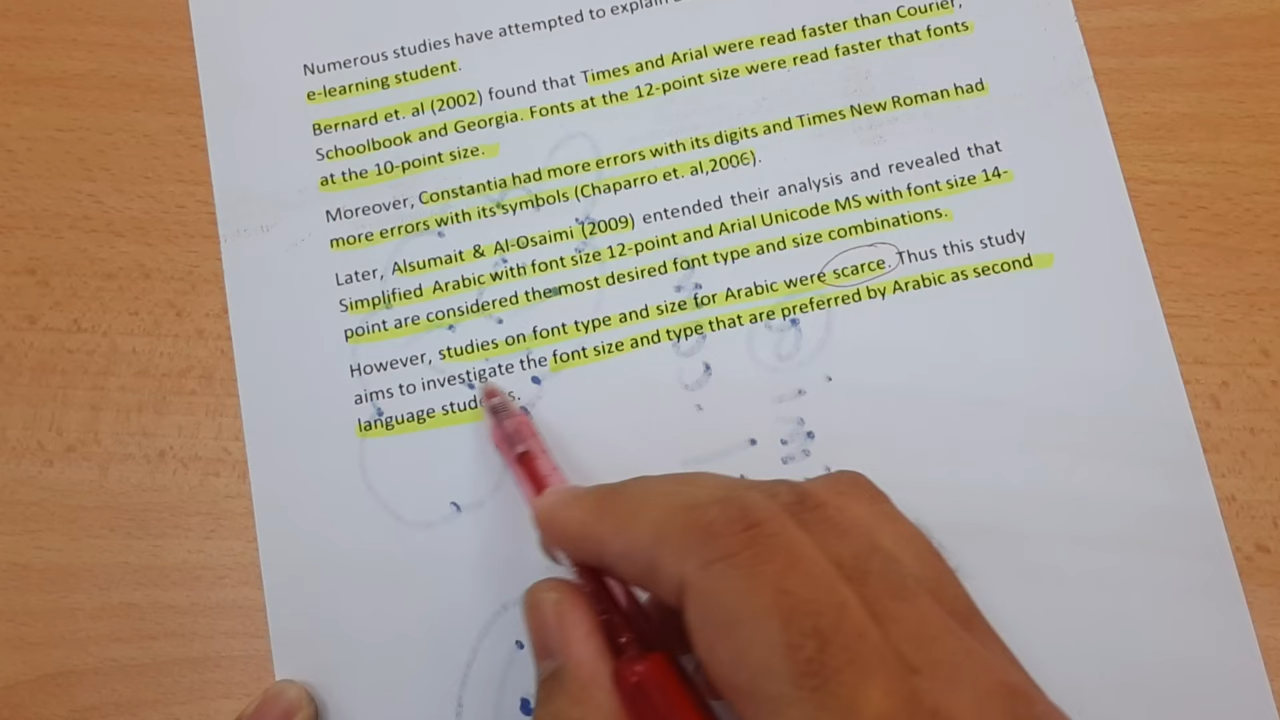 Numerous studies have attempted to explain
e-learning student.
Bernard et. al (2002) found that Times and Arial were read faster than Courier,
Schoolbook and Georgia. Fonts at the 12-point size were read faster that fonts
at the 10-point size.
Moreover, Constantia had more errors with its digits and Times New Roman had
more errors with its symbols (Chaparro et. al,2006).
Later, Alsumait & Al-Osaimi (2009) entended their analysis and revealed that
Simplified Arabic with font size 12-point and Arial Unicode MS with font size 14-
point are considered the most desired font type and size combinations.
However, studies on font type and size for Arabic were scarce. Thus this study
aims to investigate the font size and type that are preferred by Arabic as second
language students.